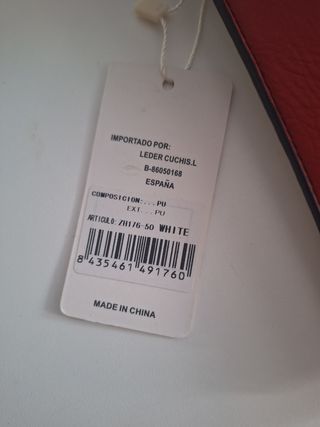 IMPORTADO POR:
LEDER CUCHIS.L
B-86050168
ESPAÑA
COMPOSICION:...PU
EXT...PU
ARTICULO: ZH176-50 WHITE
8 435461 491760
MADE IN CHINA